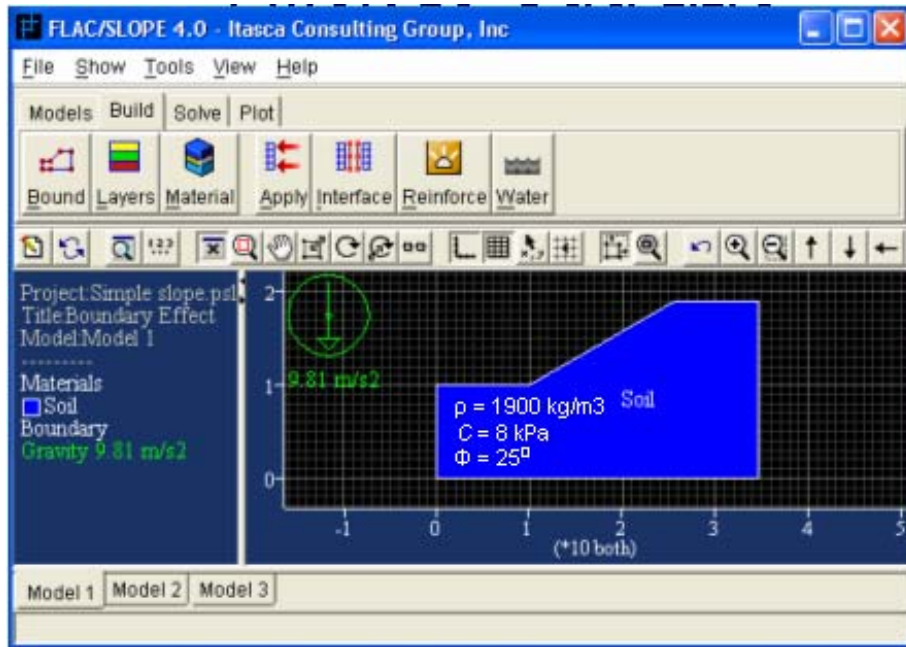 FLAC/SLOPE 4.0 - Itasca Consulting Group, Inc
File Show Tools View Help
Models Build Solve Plot
Bound Layers Material Apply Interface Reinforce Water
Project:Simple slope.psl
Title:Boundary Effect
Model:Model 1
---------
Materials
Soil
Boundary
Gravity 9.81 m/s2
2
9.81 m/s2
1
ρ = 1900 kg/m3 Soil
C = 8 kPa
Φ = 25º
0
-1 0 1 2 3 4 5
(*10 both)
Model 1 Model 2 Model 3